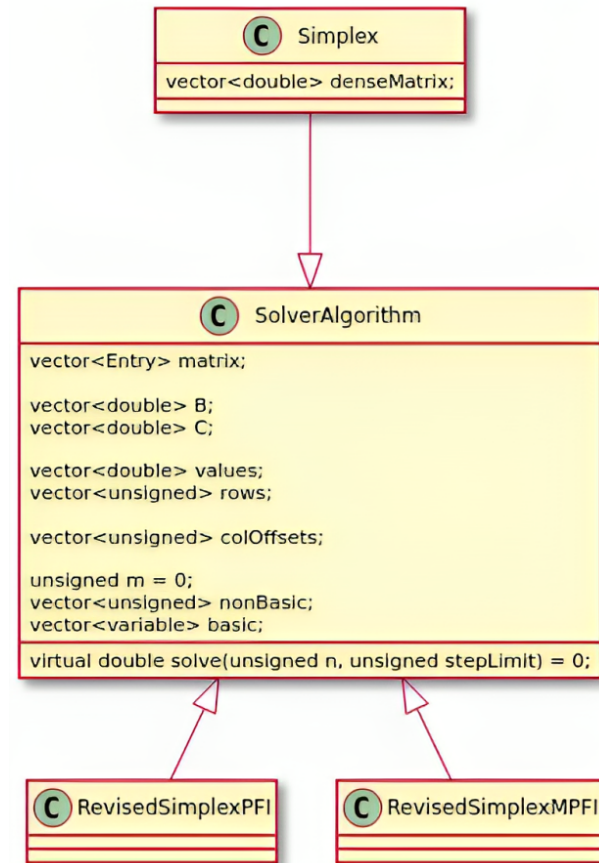 C Simplex
vector<double> denseMatrix;
C SolverAlgorithm
vector<Entry> matrix;
vector<double> B;
vector<double> C;
vector<double> values;
vector<unsigned> rows;
vector<unsigned> colOffsets;
unsigned m = 0;
vector<unsigned> nonBasic;
vector<variable> basic;
virtual double solve(unsigned n, unsigned stepLimit) = 0;
C RevisedSimplexPFI
C RevisedSimplexMPFI